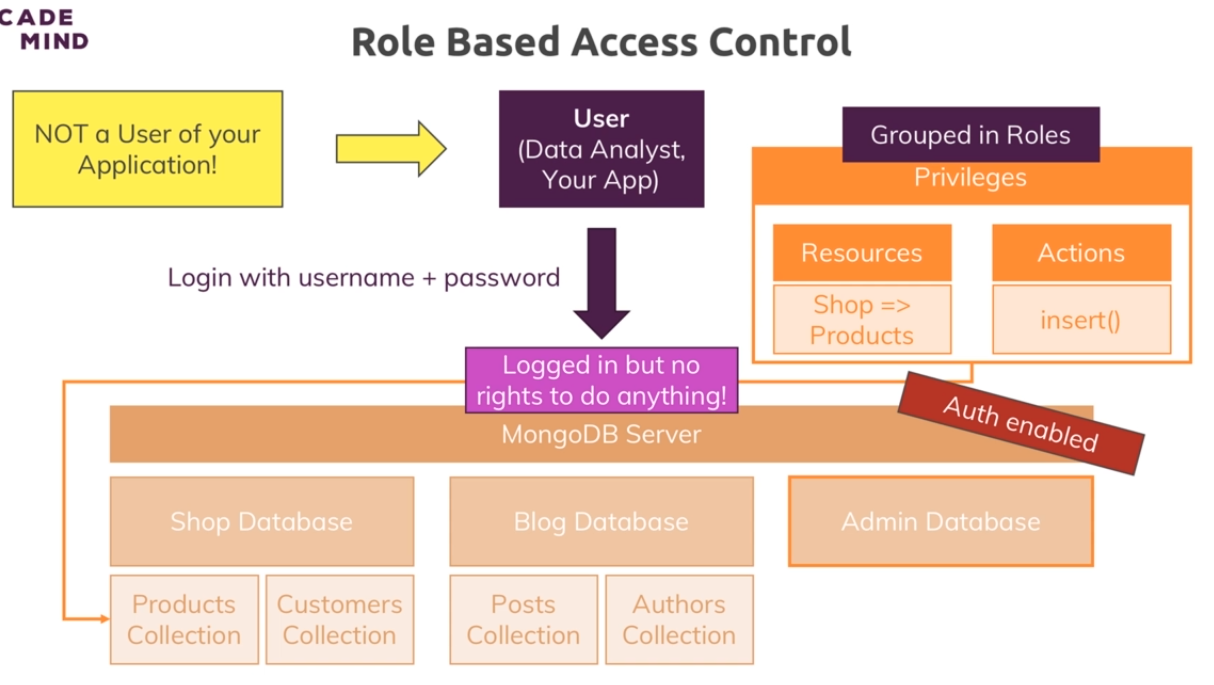 CADE
MIND
Role Based Access Control
NOT a User of your
Application!
User
(Data Analyst,
Your App)
Grouped in Roles
Privileges
Resources
Actions
Shop =>
Products
insert()
Login with username + password
Logged in but no
rights to do anything!
Auth enabled
MongoDB Server
Shop Database
Blog Database
Admin Database
Products
Collection
Customers
Collection
Posts
Collection
Authors
Collection